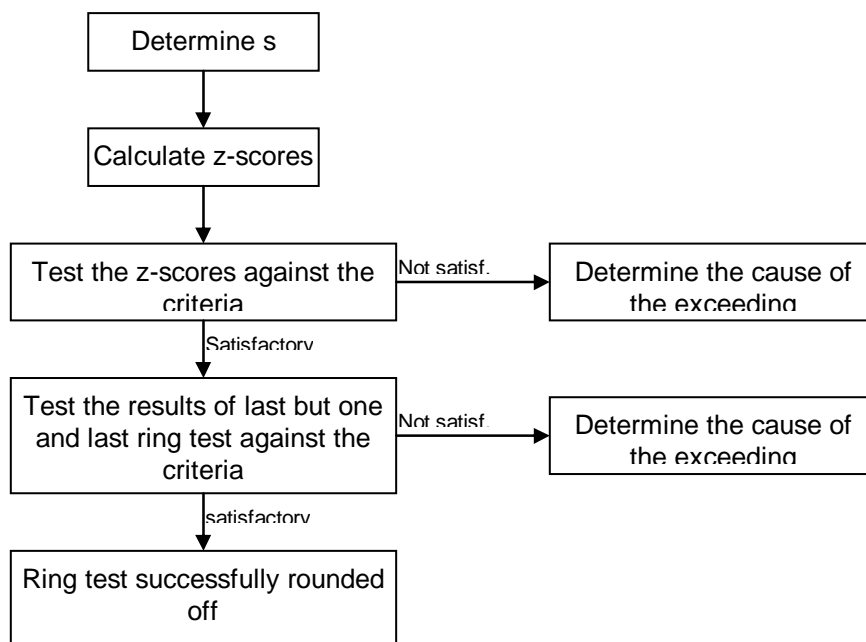 Determine s
Calculate z-scores
Test the z-scores against the
criteria
Not satisf.
Determine the cause of
the exceeding
Satisfactory
Test the results of last but one
and last ring test against the
criteria
Not satisf.
Determine the cause of
the exceeding
satisfactory
Ring test successfully rounded
off